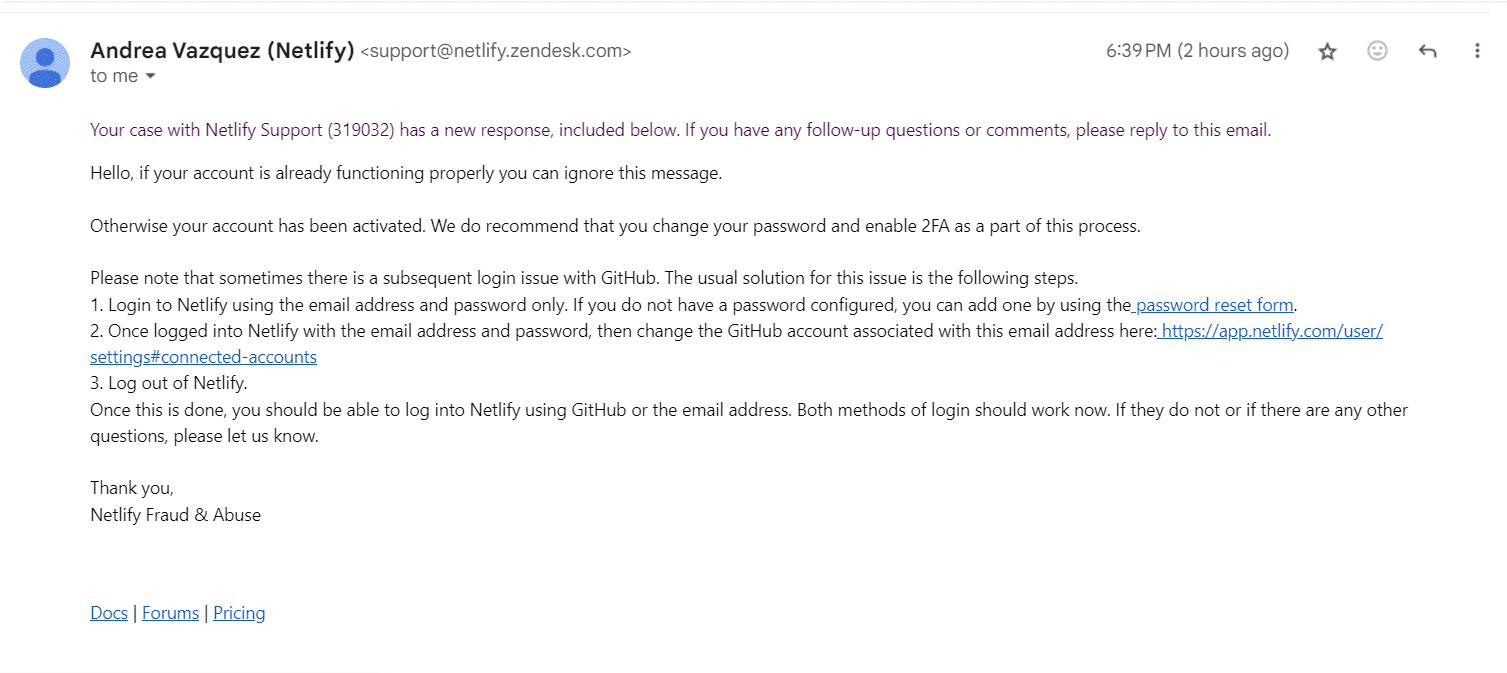 Andrea Vazquez (Netlify) <support@netlify.zendesk.com> 6:39 PM (2 hours ago)
to me
Your case with Netlify Support (319032) has a new response, included below. If you have any follow-up questions or comments, please reply to this email.
Hello, if your account is already functioning properly you can ignore this message.
Otherwise your account has been activated. We do recommend that you change your password and enable 2FA as a part of this process.
Please note that sometimes there is a subsequent login issue with GitHub. The usual solution for this issue is the following steps.
1. Login to Netlify using the email address and password only. If you do not have a password configured, you can add one by using the password reset form.
2. Once logged into Netlify with the email address and password, then change the GitHub account associated with this email address here: https://app.netlify.com/user/
settings#connected-accounts
3. Log out of Netlify.
Once this is done, you should be able to log into Netlify using GitHub or the email address. Both methods of login should work now. If they do not or if there are any other
questions, please let us know.
Thank you,
Netlify Fraud & Abuse
Docs | Forums | Pricing